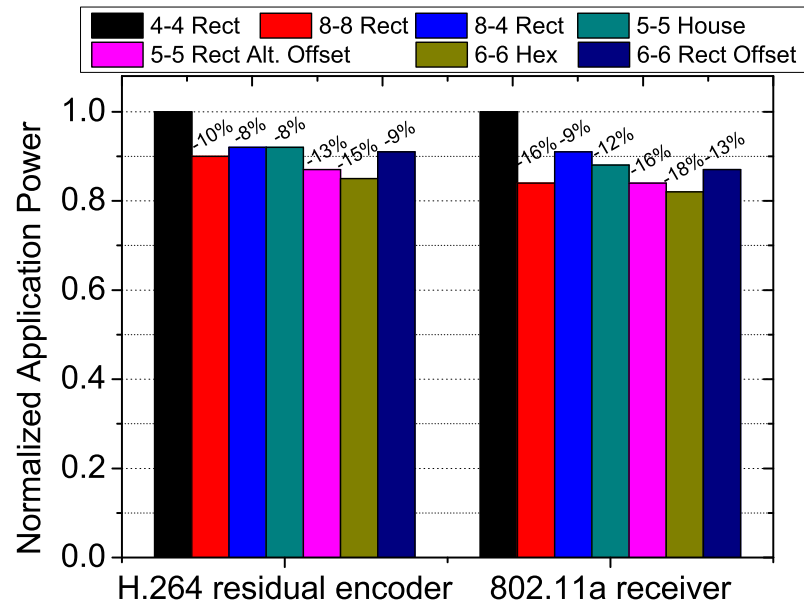 4-4 Rect 8-8 Rect 8-4 Rect 5-5 House
5-5 Rect Alt. Offset 6-6 Hex 6-6 Rect Offset
Normalized Application Power
1.0
0.8
0.6
0.4
0.2
0.0
-10% -8% -8% -13% -15% -9%
-16% -9% -12% -16% -18% -13%
H.264 residual encoder 802.11a receiver